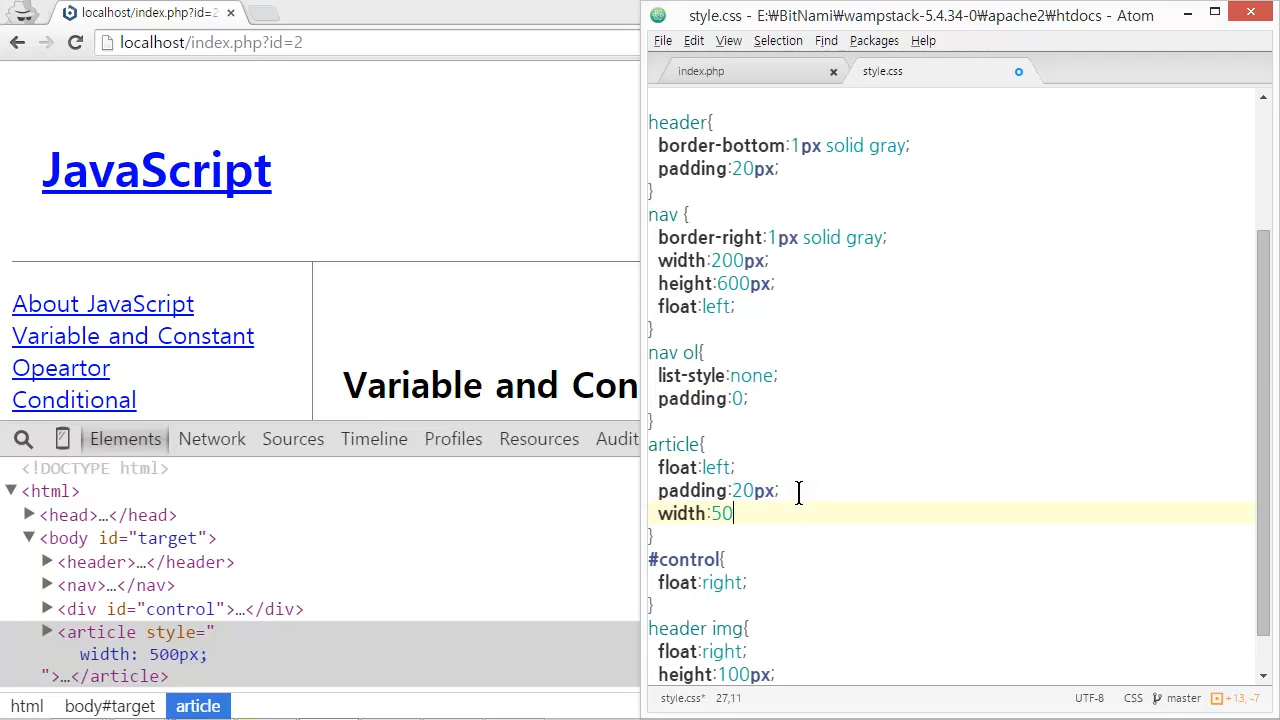 localhost/index.php?id=2
localhost/index.php?id=2
JavaScript
About JavaScript
Variable and Constant
Opeartor
Conditional
Variable and Con
Elements Network Sources Timeline Profiles Resources Audit
<!DOCTYPE html>
<html>
<head>…</head>
<body id="target">
<header>…</header>
<nav>…</nav>
<div id="control">…</div>
<article style="
width: 500px;
">…</article>
html body#target article
style.css - E:₩BitNami₩wampstack-5.4.34-0₩apache2₩htdoc... - Atom
File Edit View Selection Find Packages Help
index.php style.css
header{
border-bottom:1px solid gray;
padding:20px;
}
nav {
border-right:1px solid gray;
width:200px;
height:600px;
float:left;
}
nav ol{
list-style:none;
padding:0;
}
article{
float:left;
padding:20px;
width:50
}
#control{
float:right;
}
header img{
float:right;
height:100px;
style.css* 27,11 UTF-8 CSS master +13, -7